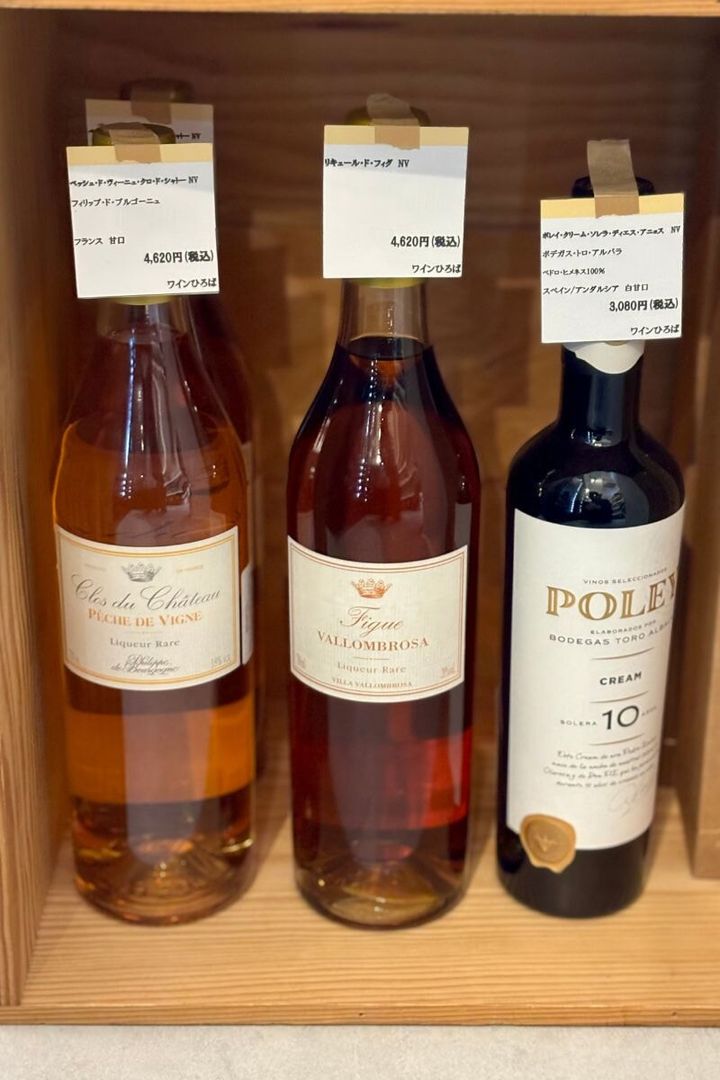 ペッシュ・ド・ヴィーニュ・クロ・ド・シャトー NV
フィリップ・ド・ブルゴーニュ
フランス 甘口
4,620円(税込)
ワインひろば
リキュール・ド・フィグ NV
4,620円(税込)
ワインひろば
ポレイ・クリーム・ソレラ・ディエス・アニョス NV
ボデガス・トロ・アルバラ
ペドロ・ヒメネス100%
スペイン/アンダルシア 白甘口
3,080円(税込)
ワインひろば
Clos du Château
PÊCHE DE VIGNE
Liqueur Rare
Philippe
de Bourgogne
Figue
VALLOMBROSA
Liqueur Rare
VILLA VALLOMBROSA
VINOS SELECCIONADOS
POLEY
ELABORADOS POR
BODEGAS TORO ALBA
CREAM
SOLERA 10 AÑOS